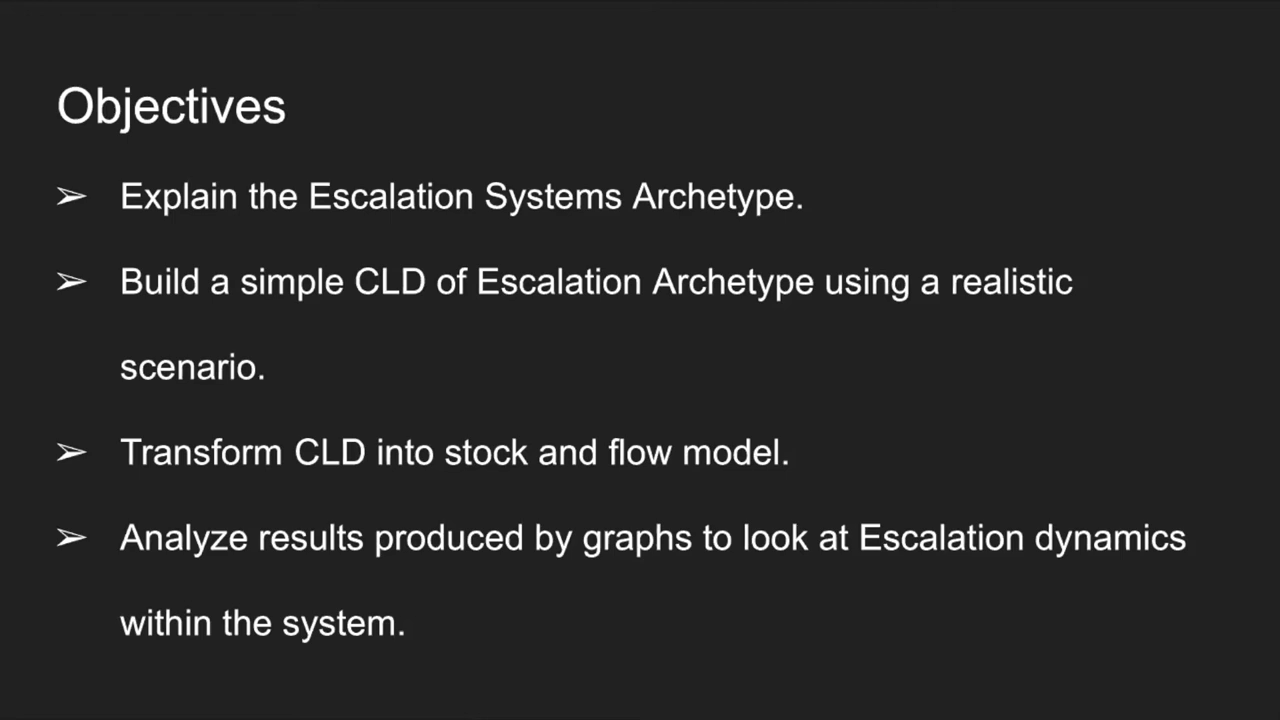 Objectives
➢ Explain the Escalation Systems Archetype.
➢ Build a simple CLD of Escalation Archetype using a realistic
scenario.
➢ Transform CLD into stock and flow model.
➢ Analyze results produced by graphs to look at Escalation dynamics
within the system.